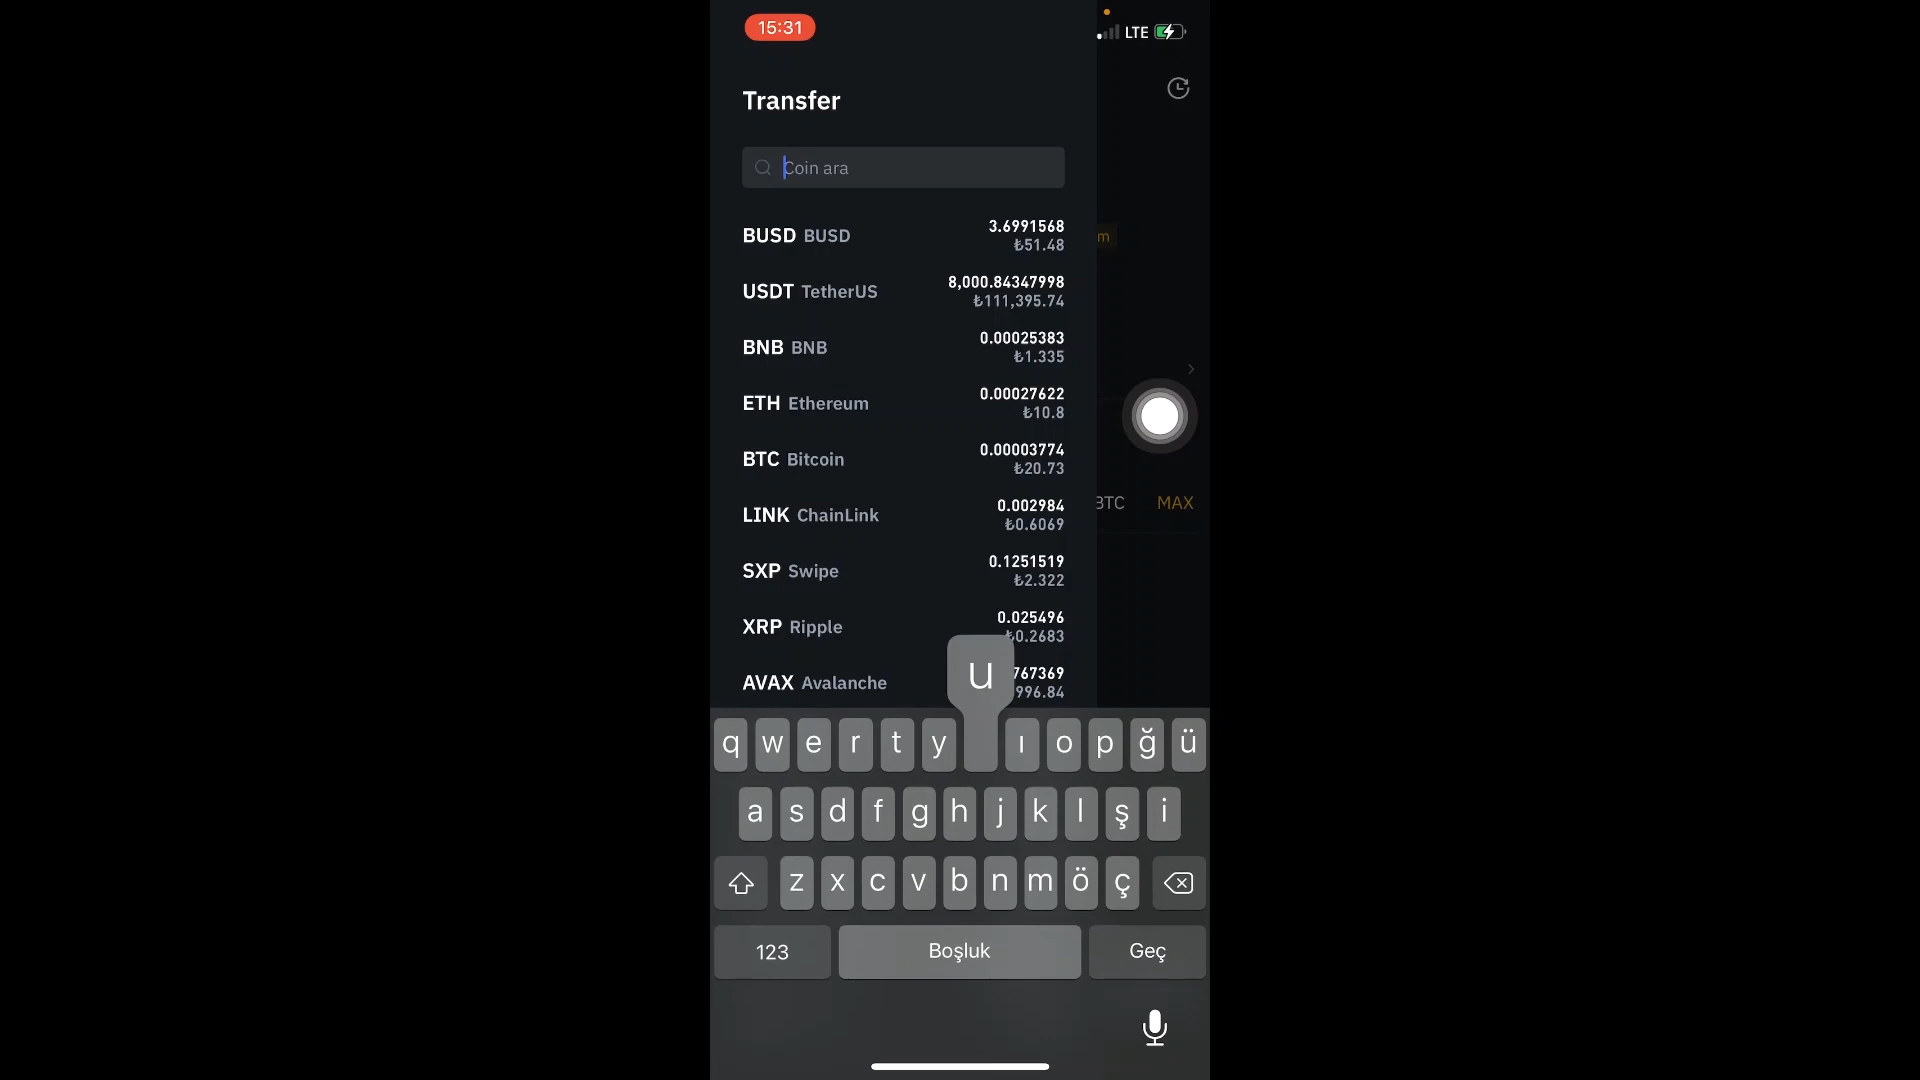 15:31
LTE
Transfer
Coin ara
BUSD BUSD 3.6991568
₺51.48
m
USDT TetherUS 8,000.84347998
₺111,395.74
BNB BNB 0.00025383
₺1.335
ETH Ethereum 0.00027622
₺10.8
BTC Bitcoin 0.00003774
₺20.73
BTC MAX
LINK ChainLink 0.002984
₺0.6069
SXP Swipe 0.1251519
₺2.322
XRP Ripple 0.025496
₺0.2683
AVAX Avalanche 767369
996.84
u
q w e r t y ı o p ğ ü
a s d f g h j k l ş i
z x c v b n m ö ç
123 Boşluk Geç